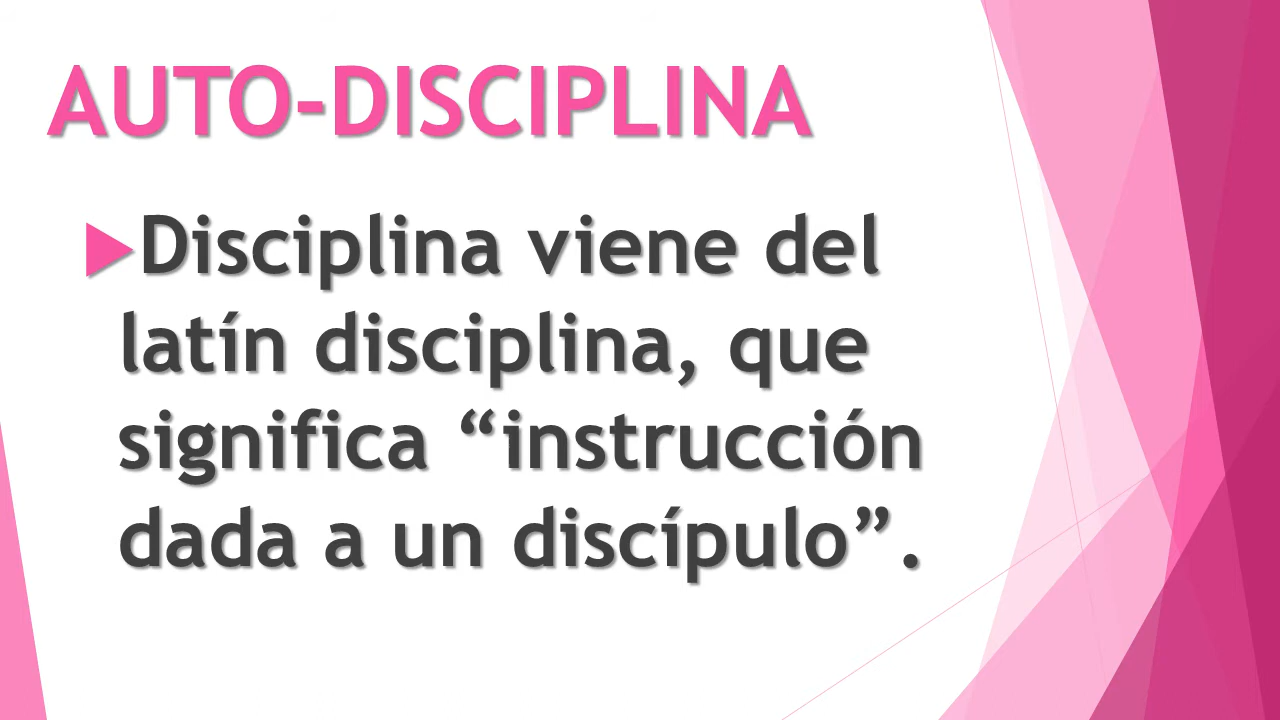 AUTO-DISCIPLINA
Disciplina viene del
latín disciplina, que
significa “instrucción
dada a un discípulo”.